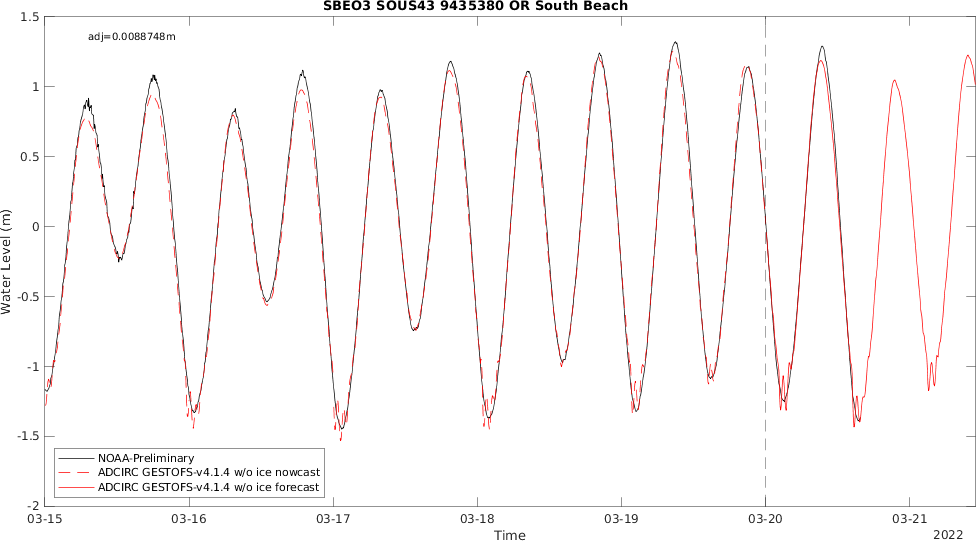 SBEO3 SOUS43 9435380 OR South Beach
adj=0.0088748m
1.5
1
0.5
0
-0.5
-1
-1.5
-2
Water Level (m)
NOAA-Preliminary
ADCIRC GESTOFS-v4.1.4 w/o ice nowcast
ADCIRC GESTOFS-v4.1.4 w/o ice forecast
03-15 03-16 03-17 03-18 03-19 03-20 03-21
Time
2022